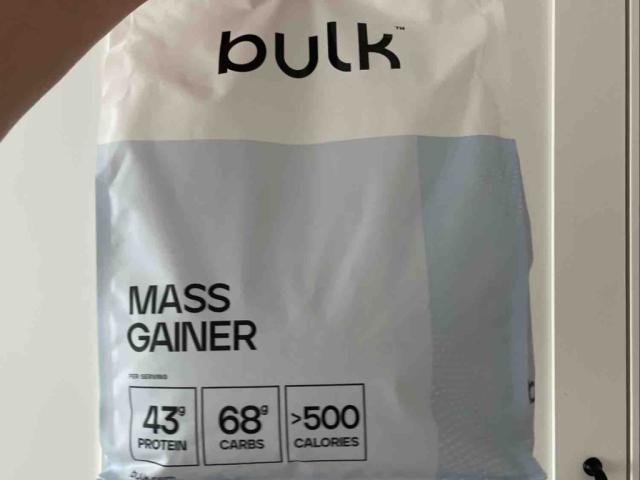 bulk™
MASS
GAINER
PER SERVING
43g 68g >500
PROTEIN CARBS CALORIES